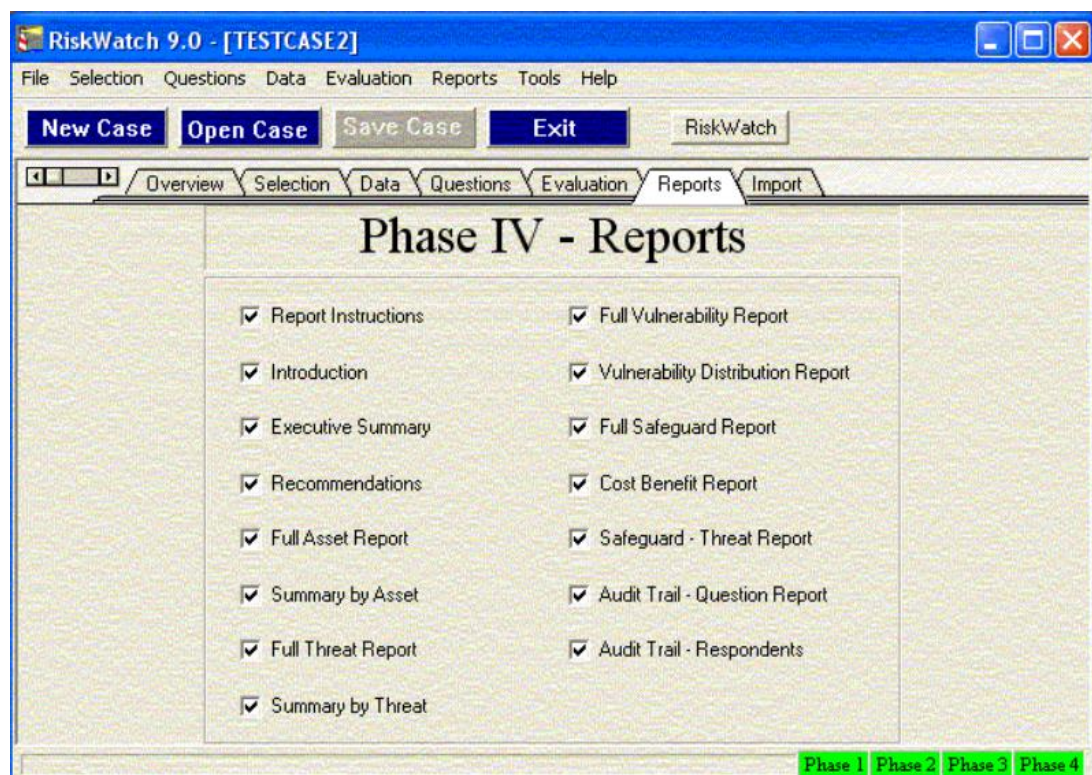 RiskWatch 9.0 - [TESTCASE2]
File Selection Questions Data Evaluation Reports Tools Help
New Case Open Case Save Case Exit RiskWatch
Overview Selection Data Questions Evaluation Reports Import
Phase IV - Reports
Report Instructions Full Vulnerability Report
Introduction Vulnerability Distribution Report
Executive Summary Full Safeguard Report
Recommendations Cost Benefit Report
Full Asset Report Safeguard - Threat Report
Summary by Asset Audit Trail - Question Report
Full Threat Report Audit Trail - Respondents
Summary by Threat
Phase 1 Phase 2 Phase 3 Phase 4